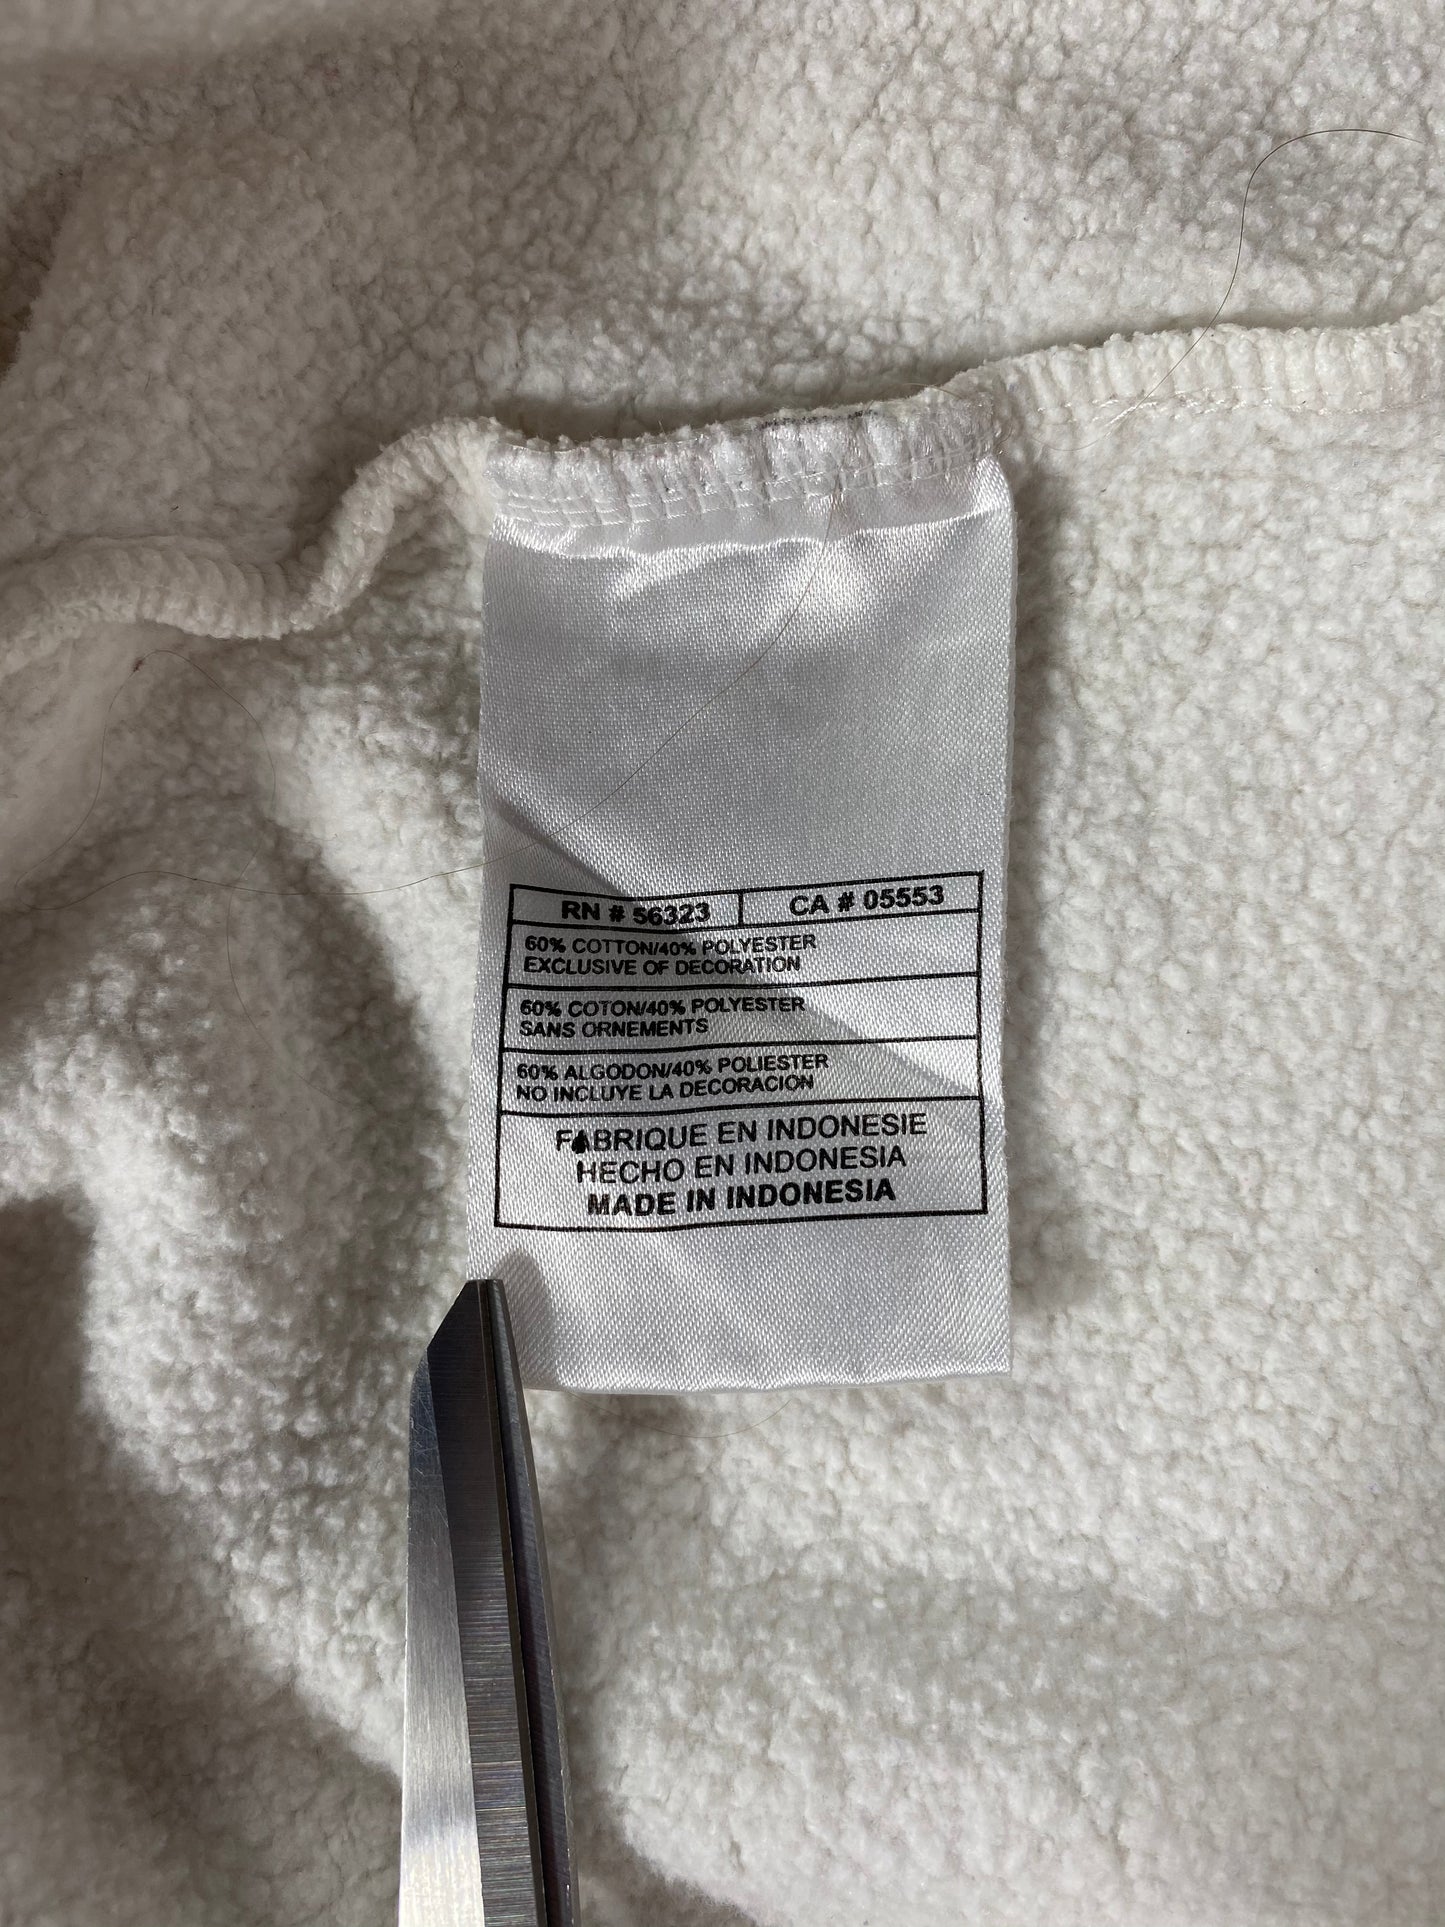 RN # 56323 CA # 05553
60% COTTON/40% POLYESTER
EXCLUSIVE OF DECORATION
60% COTON/40% POLYESTER
SANS ORNEMENTS
60% ALGODON/40% POLIESTER
NO INCLUYE LA DECORACION
FABRIQUE EN INDONESIE
HECHO EN INDONESIA
MADE IN INDONESIA